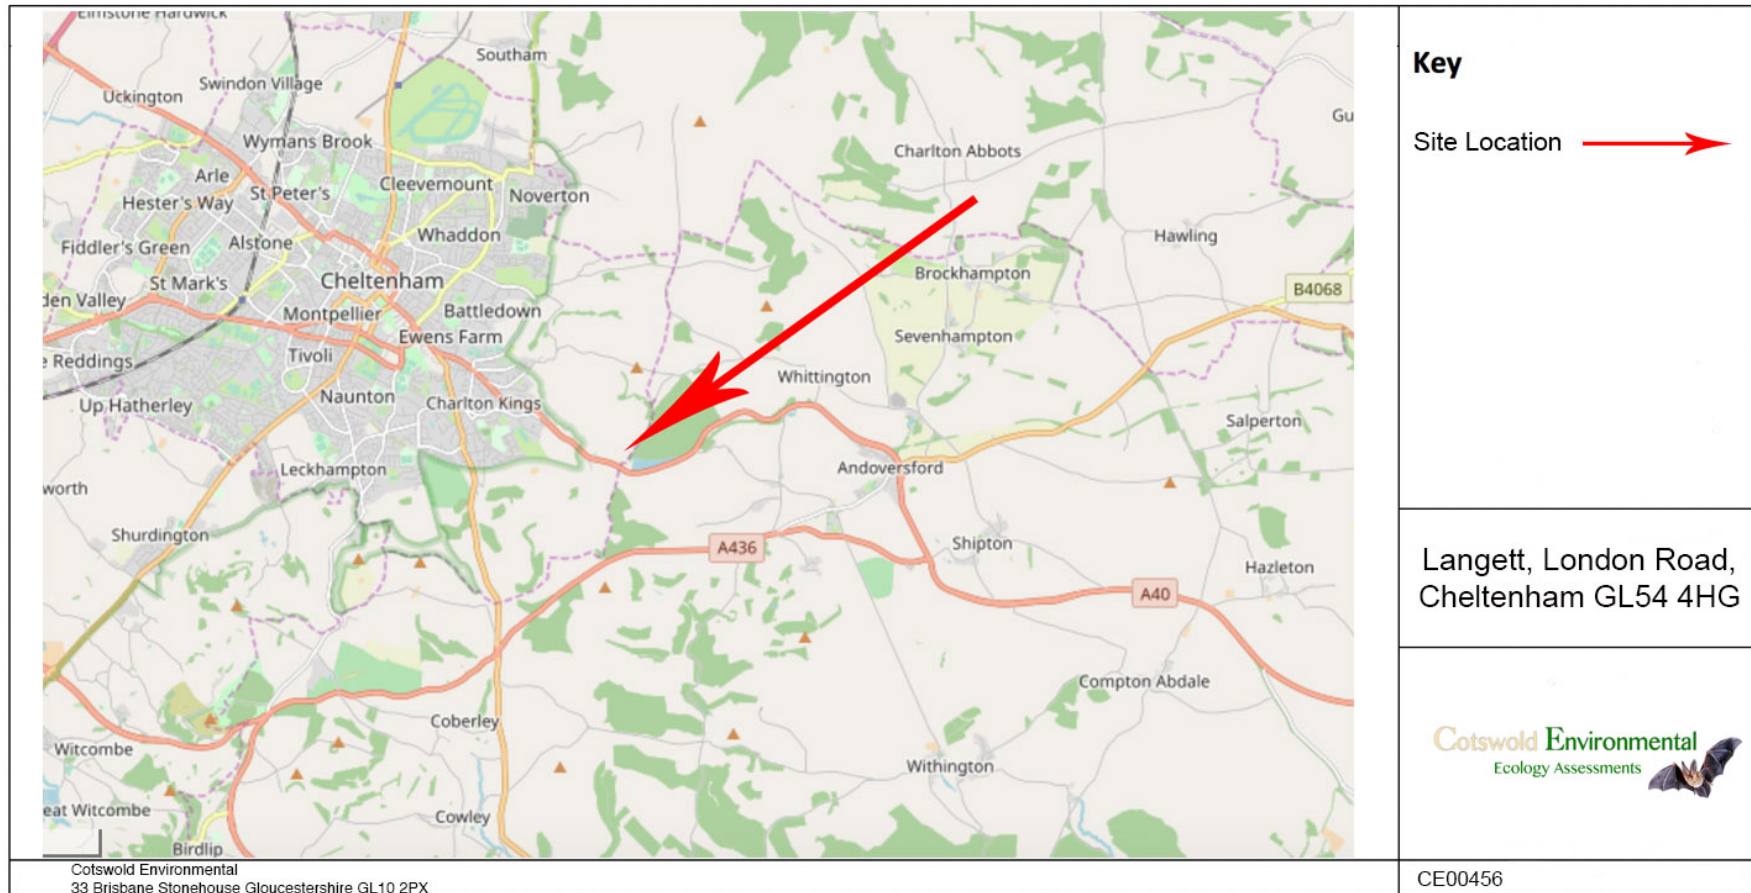 Elmstone Hardwick
Southam
Swindon Village
Uckington
Gu
Wymans Brook
Charlton Abbots
Arle
St Peter's
Cleevemount
Noverton
Hester's Way
Whaddon
Fiddler's Green
Alstone
Hawling
Brockhampton
St Mark's
Cheltenham
den Valley
B4068
Montpellier
Battledown
Ewens Farm
Sevenhampton
Tivoli
e Reddings
Whittington
Naunton
Charlton Kings
Up Hatherley
Salperton
Leckhampton
Andoversford
worth
Shurdington
A436
Shipton
Hazleton
A40
Compton Abdale
Coberley
Witcombe
Withington
eat Witcombe
Cowley
Birdlip
Key
Site Location
Langett, London Road,
Cheltenham GL54 4HG
Cotswold Environmental
Ecology Assessments
Cotswold Environmental
33 Brisbane Stonehouse Gloucestershire GL10 2PX
CE00456